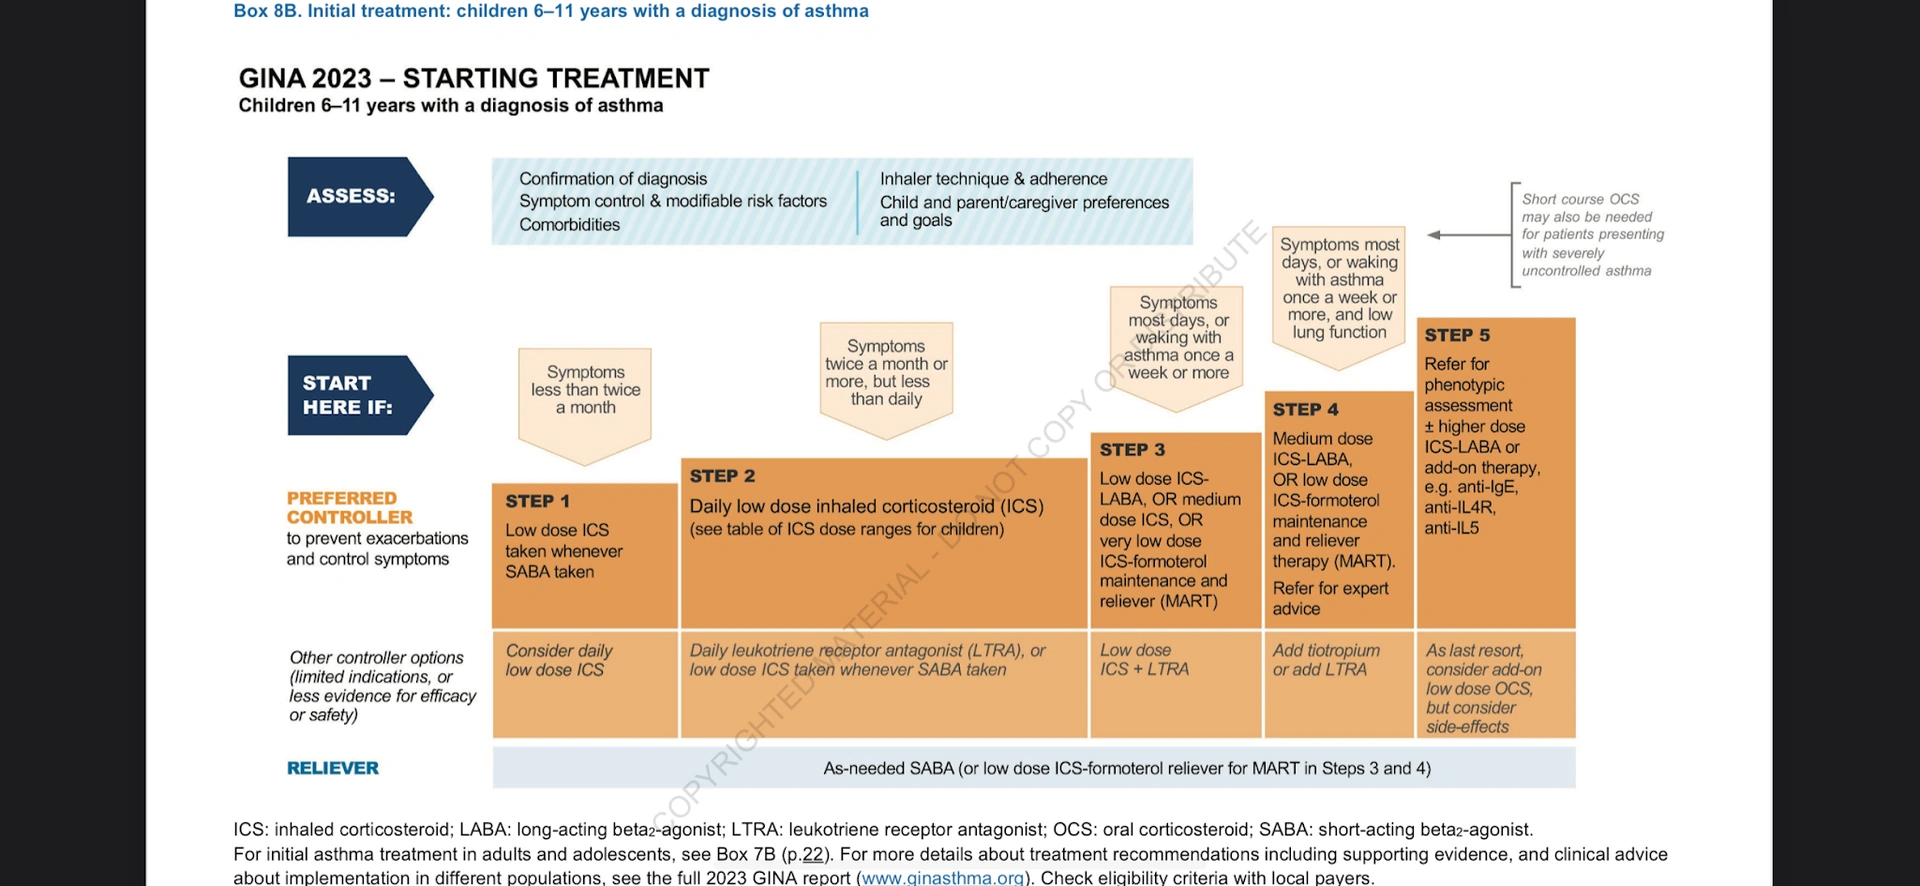 Box 8B. Initial treatment: children 6–11 years with a diagnosis of asthma
GINA 2023 – STARTING TREATMENT
Children 6–11 years with a diagnosis of asthma
ASSESS:
Confirmation of diagnosis
Symptom control & modifiable risk factors
Comorbidities
Inhaler technique & adherence
Child and parent/caregiver preferences
and goals
Short course OCS
may also be needed
for patients presenting
with severely
uncontrolled asthma
START
HERE IF:
Symptoms
less than twice
a month
Symptoms
twice a month or
more, but less
than daily
Symptoms
most days, or
waking with
asthma once a
week or more
Symptoms most
days, or waking
with asthma
once a week or
more, and low
lung function
PREFERRED
CONTROLLER
to prevent exacerbations
and control symptoms
STEP 1
Low dose ICS
taken whenever
SABA taken
STEP 2
Daily low dose inhaled corticosteroid (ICS)
(see table of ICS dose ranges for children)
STEP 3
Low dose ICS-
LABA, OR medium
dose ICS, OR
very low dose
ICS-formoterol
maintenance and
reliever (MART)
STEP 4
Medium dose
ICS-LABA,
OR low dose
ICS-formoterol
maintenance
and reliever
therapy (MART).
Refer for expert
advice
STEP 5
Refer for
phenotypic
assessment
± higher dose
ICS-LABA or
add-on therapy,
e.g. anti-IgE,
anti-IL4R,
anti-IL5
Other controller options
(limited indications, or
less evidence for efficacy
or safety)
Consider daily
low dose ICS
Daily leukotriene receptor antagonist (LTRA), or
low dose ICS taken whenever SABA taken
Low dose
ICS + LTRA
Add tiotropium
or add LTRA
As last resort,
consider add-on
low dose OCS,
but consider
side-effects
RELIEVER
As-needed SABA (or low dose ICS-formoterol reliever for MART in Steps 3 and 4)
COPYRIGHTED MATERIAL - DO NOT COPY OR DISTRIBUTE
ICS: inhaled corticosteroid; LABA: long-acting beta2-agonist; LTRA: leukotriene receptor antagonist; OCS: oral corticosteroid; SABA: short-acting beta2-agonist.
For initial asthma treatment in adults and adolescents, see Box 7B (p.22). For more details about treatment recommendations including supporting evidence, and clinical advice
about implementation in different populations, see the full 2023 GINA report (www.ginasthma.org). Check eligibility criteria with local payers.